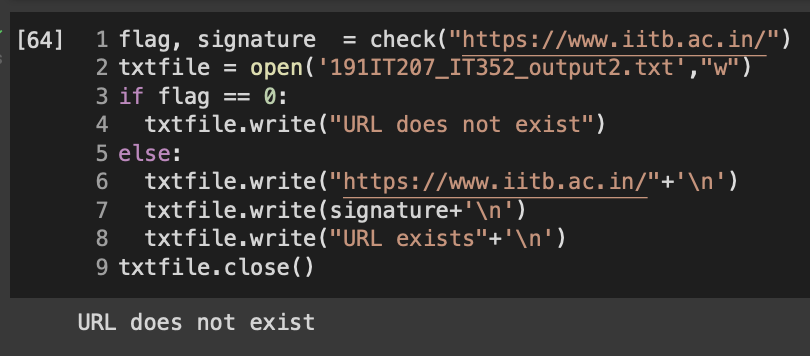 [64] 1 flag, signature  = check("https://www.iitb.ac.in/")
2 txtfile = open('191IT207_IT352_output2.txt',"w")
3 if flag == 0:
4   txtfile.write("URL does not exist")
5 else:
6   txtfile.write("https://www.iitb.ac.in/"+'\n')
7   txtfile.write(signature+'\n')
8   txtfile.write("URL exists"+'\n')
9 txtfile.close()
URL does not exist